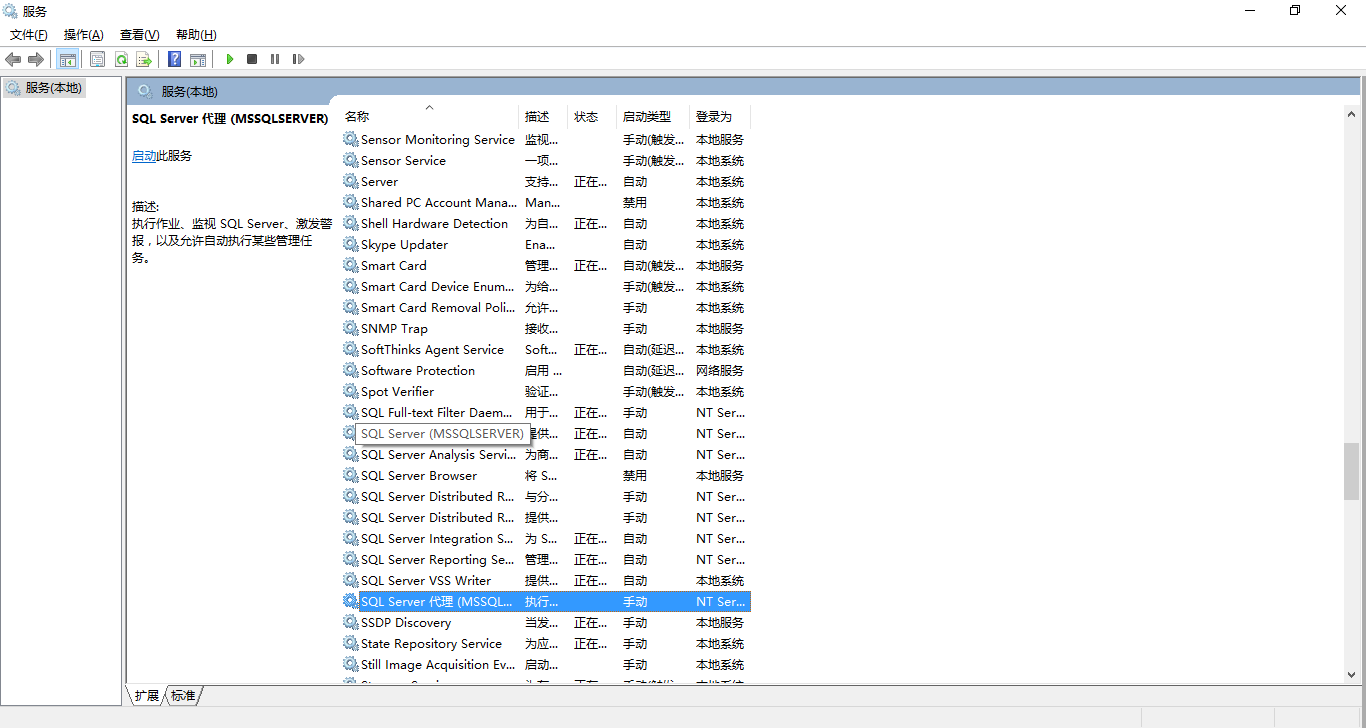 服务
文件(F) 操作(A) 查看(V) 帮助(H)
服务(本地)
服务(本地)
SQL Server 代理 (MSSQLSERVER)
启动此服务
描述:
执行作业、监视 SQL Server、激发警
报，以及允许自动执行某些管理任
务。
名称 描述 状态 启动类型 登录为
Sensor Monitoring Service 监视... 手动(触发... 本地服务
Sensor Service 一项... 手动(触发... 本地系统
Server 支持... 正在... 自动 本地系统
Shared PC Account Mana... Man... 禁用 本地系统
Shell Hardware Detection 为自... 正在... 自动 本地系统
Skype Updater Ena... 自动 本地系统
Smart Card 管理... 正在... 自动(触发... 本地服务
Smart Card Device Enum... 为给... 手动(触发... 本地系统
Smart Card Removal Poli... 允许... 手动 本地系统
SNMP Trap 接收... 手动 本地服务
SoftThinks Agent Service Soft... 正在... 自动(延迟... 本地系统
Software Protection 启用 ... 自动(延迟... 网络服务
Spot Verifier 验证... 手动(触发... 本地系统
SQL Full-text Filter Daem... 用于... 正在... 手动 NT Ser...
SQL Server (MSSQLSERVER) 提供... 正在... 自动 NT Ser...
SQL Server Analysis Servi... 为商... 正在... 自动 NT Ser...
SQL Server Browser 将 S... 禁用 本地服务
SQL Server Distributed R... 与分... 手动 NT Ser...
SQL Server Distributed R... 提供... 手动 NT Ser...
SQL Server Integration S... 为 S... 正在... 自动 NT Ser...
SQL Server Reporting Se... 管理... 正在... 自动 NT Ser...
SQL Server VSS Writer 提供... 正在... 自动 本地系统
SQL Server 代理 (MSSQL... 执行... 手动 NT Ser...
SSDP Discovery 当发... 正在... 手动 本地服务
State Repository Service 为应... 正在... 手动 本地系统
Still Image Acquisition Ev... 启动... 手动 本地系统
扩展 标准